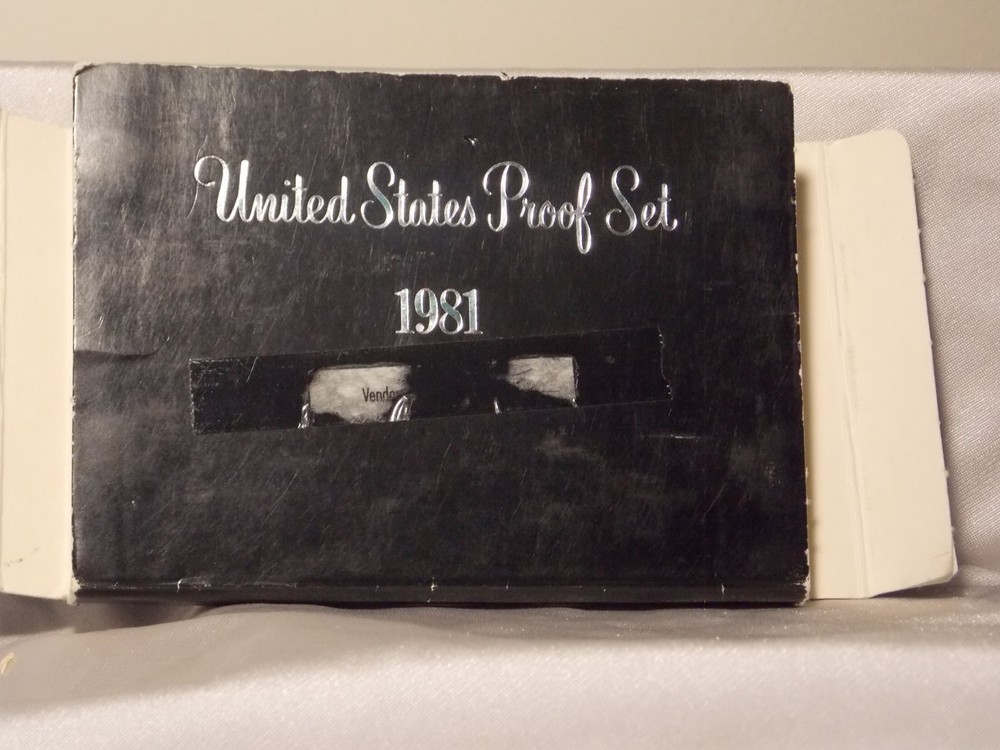 United States Proof Set
1981